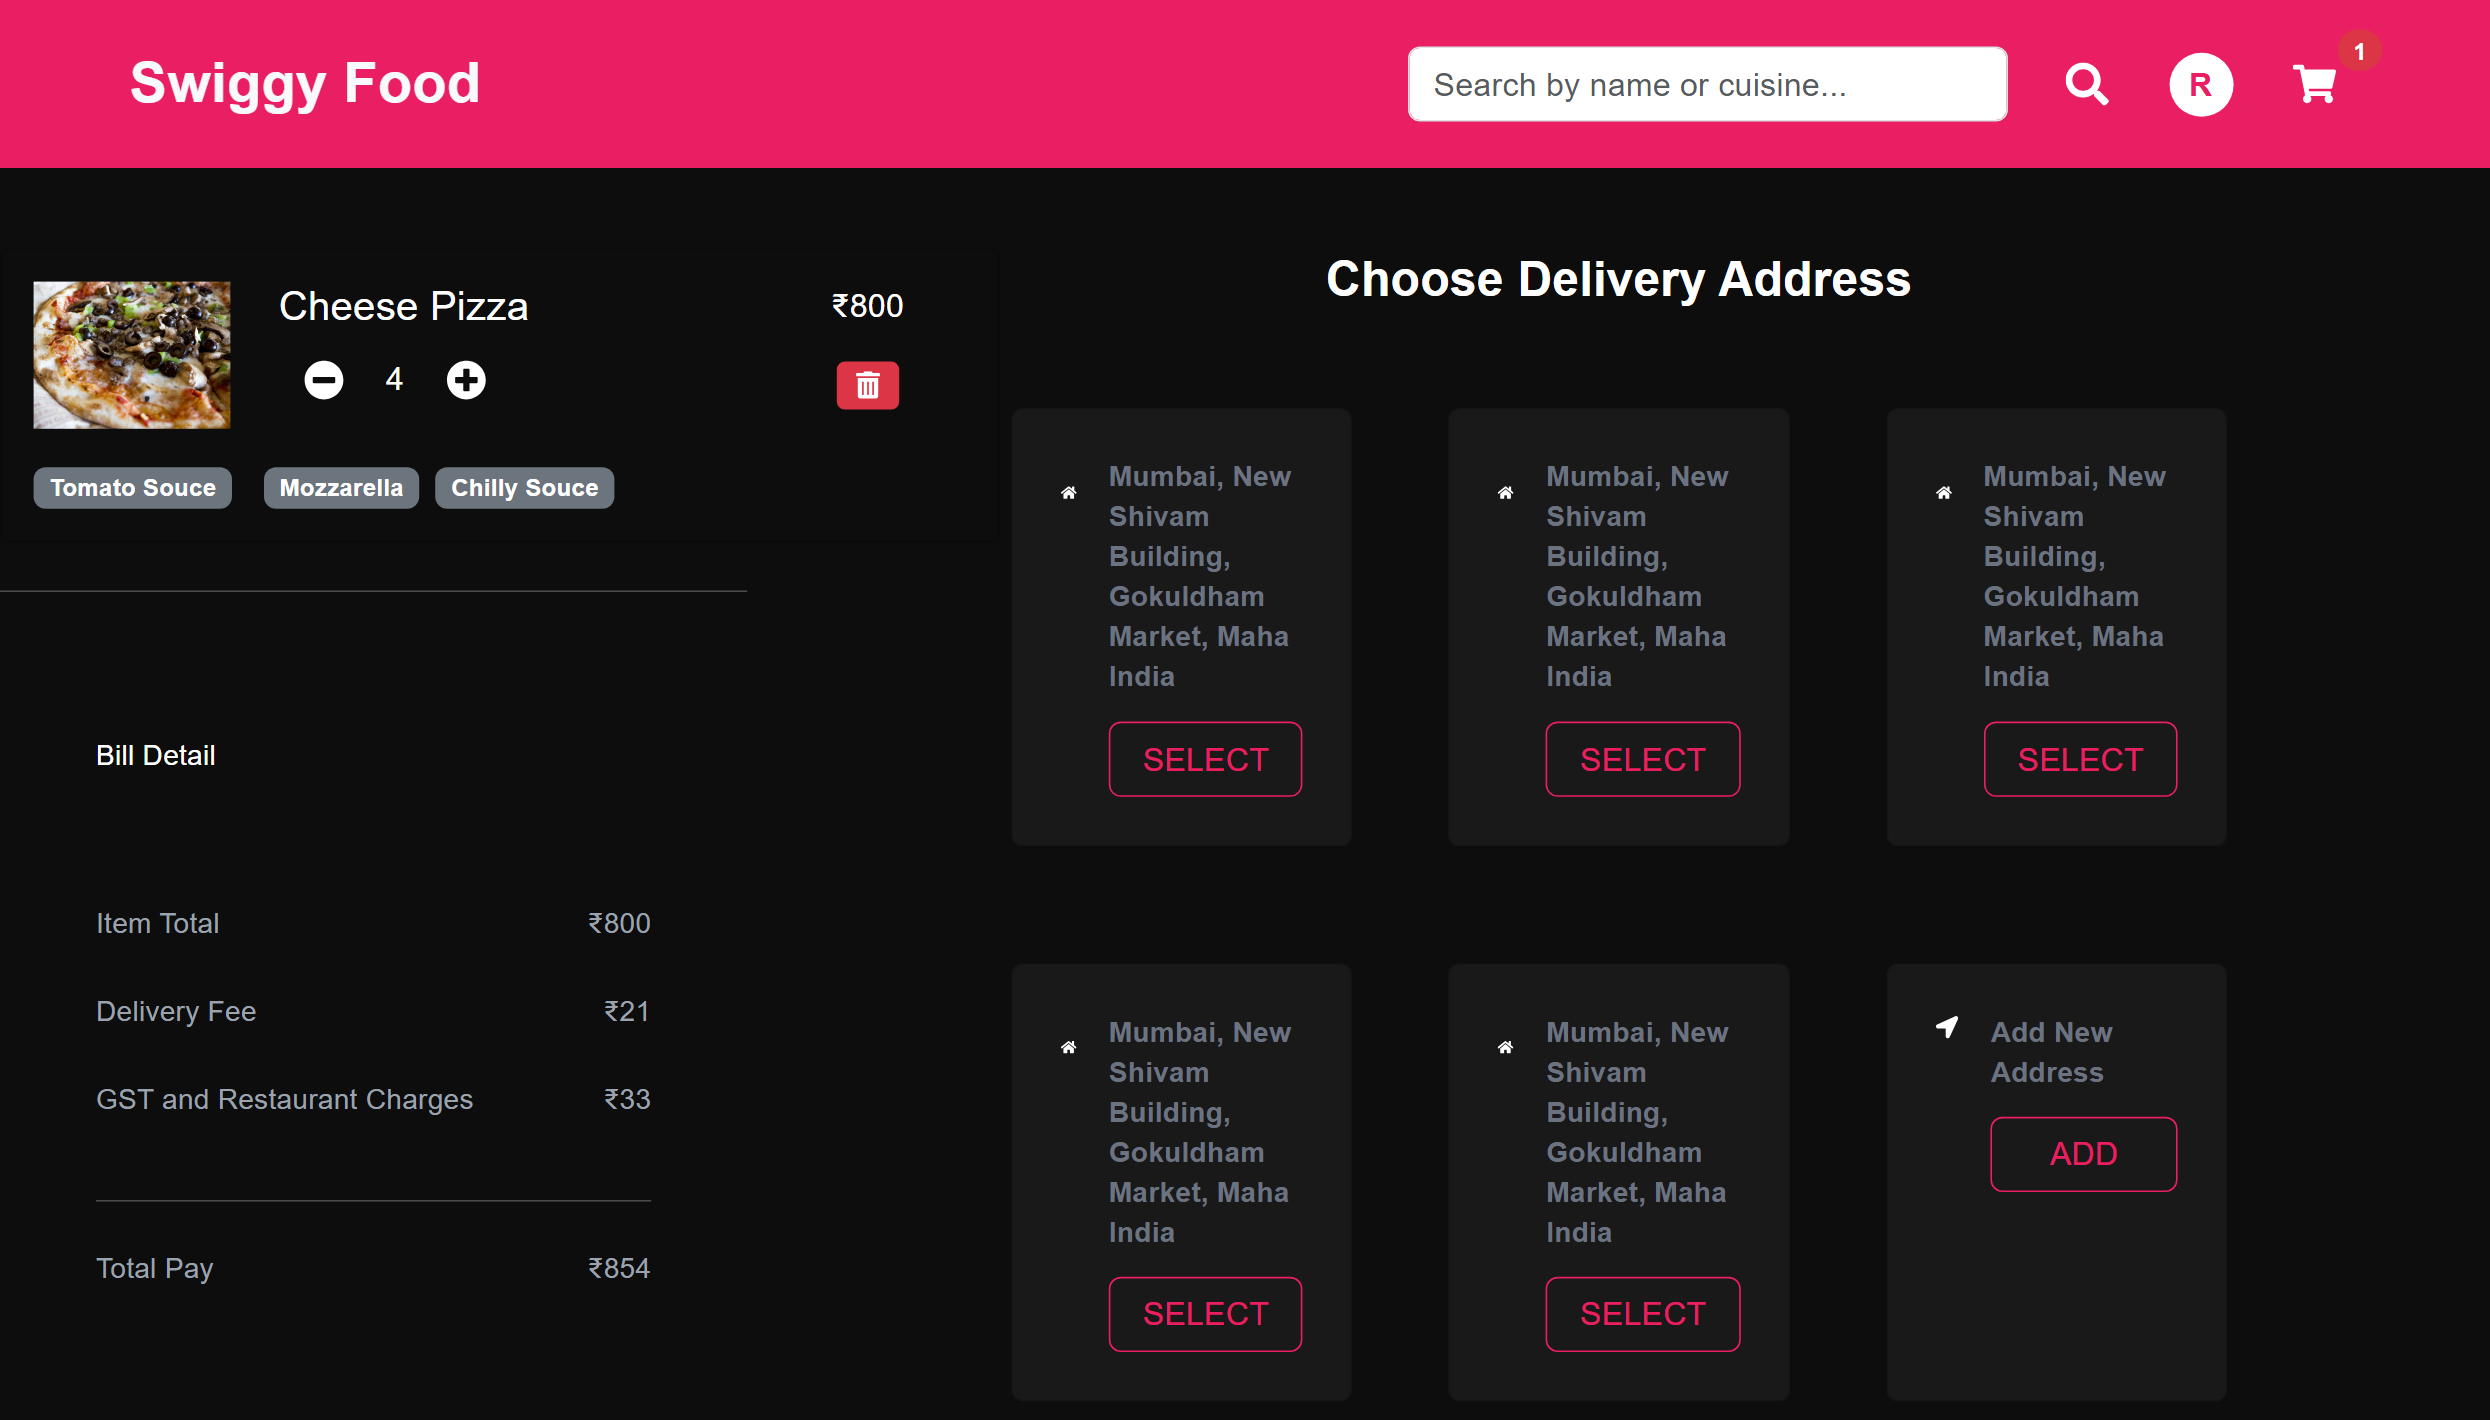 Swiggy Food
Search by name or cuisine...
R
1
Cheese Pizza
₹800
4
Tomato Souce
Mozzarella
Chilly Souce
Bill Detail
Item Total
₹800
Delivery Fee
₹21
GST and Restaurant Charges
₹33
Total Pay
₹854
Choose Delivery Address
Mumbai, New
Shivam
Building,
Gokuldham
Market, Maha
India
SELECT
Mumbai, New
Shivam
Building,
Gokuldham
Market, Maha
India
SELECT
Mumbai, New
Shivam
Building,
Gokuldham
Market, Maha
India
SELECT
Mumbai, New
Shivam
Building,
Gokuldham
Market, Maha
India
SELECT
Mumbai, New
Shivam
Building,
Gokuldham
Market, Maha
India
SELECT
Add New
Address
ADD